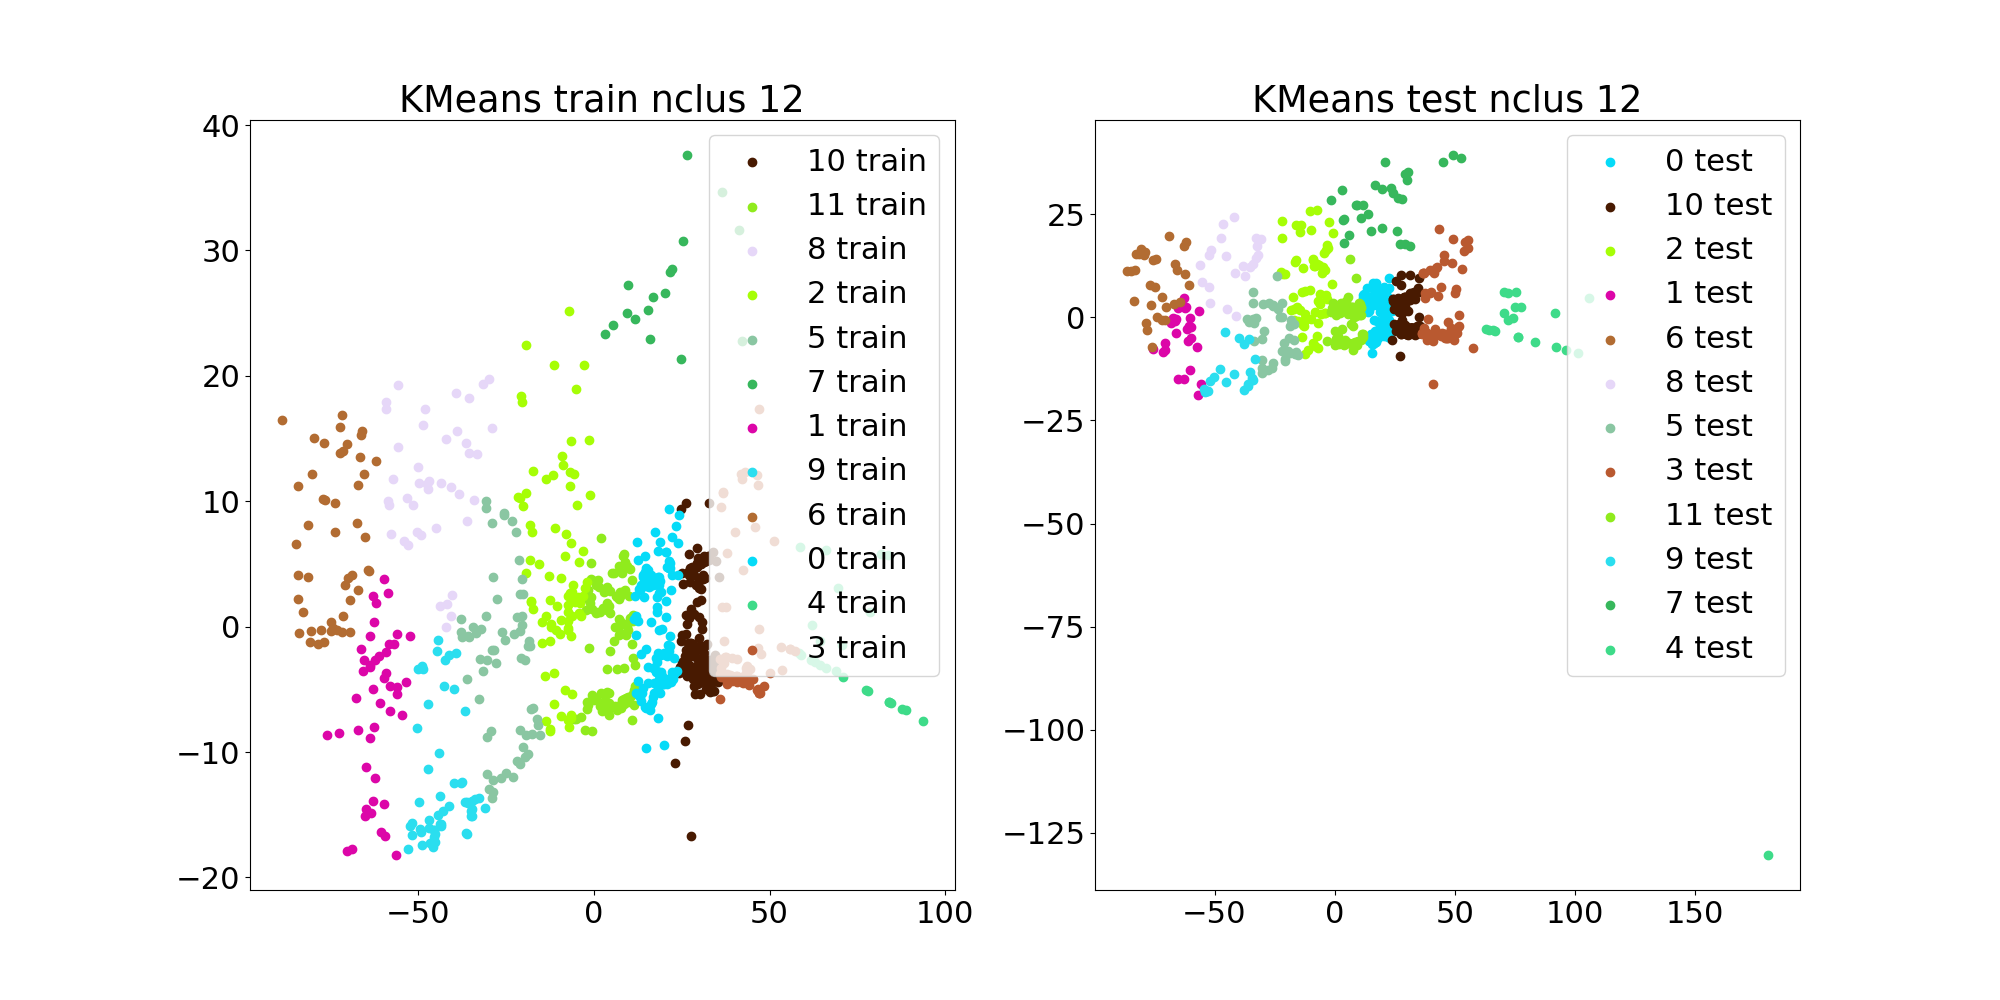 KMeans train nclus 12
40
30
20
10
0
−10
−20
−50
0
50
100
10 train
11 train
8 train
2 train
5 train
7 train
1 train
9 train
6 train
0 train
4 train
3 train
KMeans test nclus 12
25
0
−25
−50
−75
−100
−125
−50
0
50
100
150
0 test
10 test
2 test
1 test
6 test
8 test
5 test
3 test
11 test
9 test
7 test
4 test